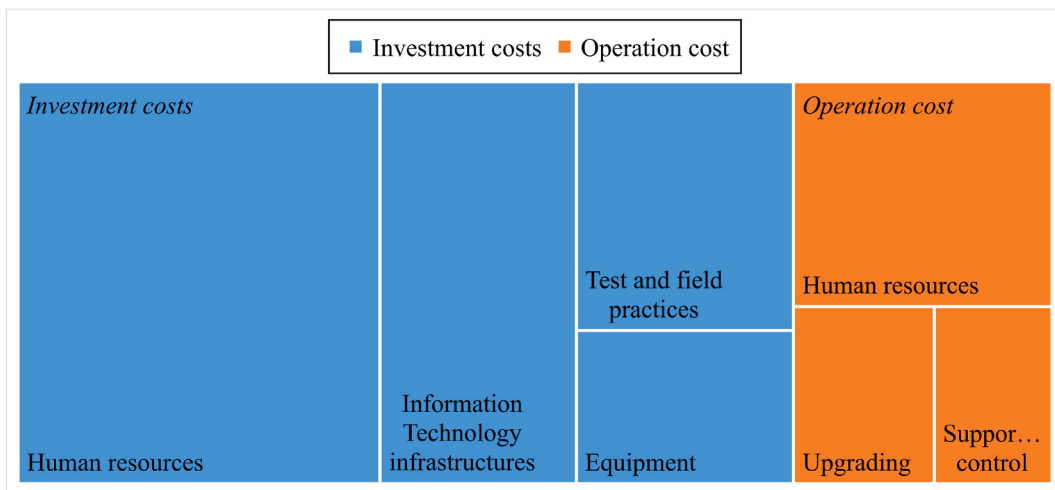 Investment costs Operation cost
Investment costs
Operation cost
Test and field
practices
Human resources
Information
Technology
infrastructures
Human resources
Equipment
Upgrading
Suppor…
control